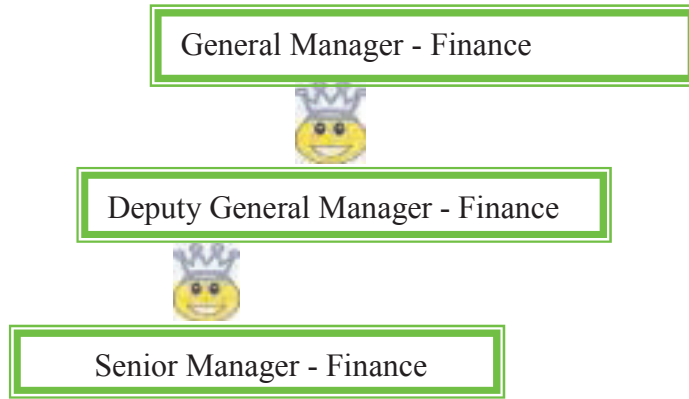 General Manager - Finance
Deputy General Manager - Finance
Senior Manager - Finance